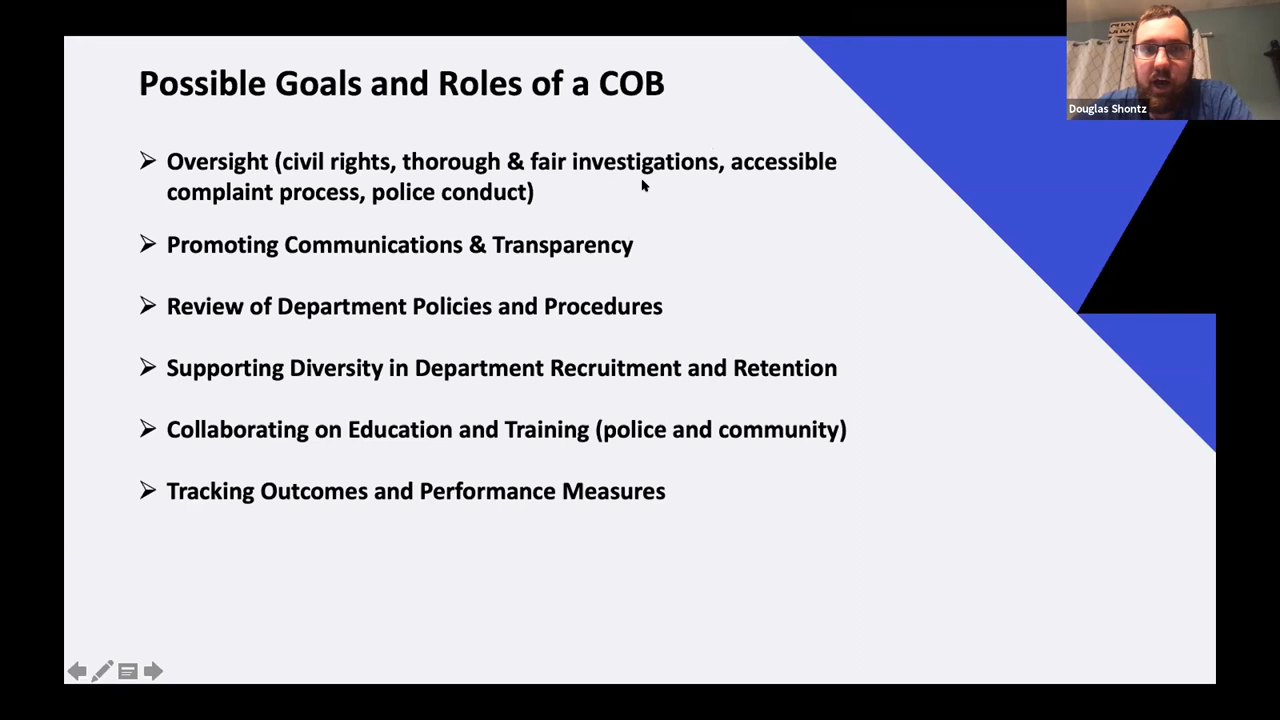 Possible Goals and Roles of a COB
Douglas Shontz
Oversight (civil rights, thorough & fair investigations, accessible
complaint process, police conduct)
Promoting Communications & Transparency
Review of Department Policies and Procedures
Supporting Diversity in Department Recruitment and Retention
Collaborating on Education and Training (police and community)
Tracking Outcomes and Performance Measures